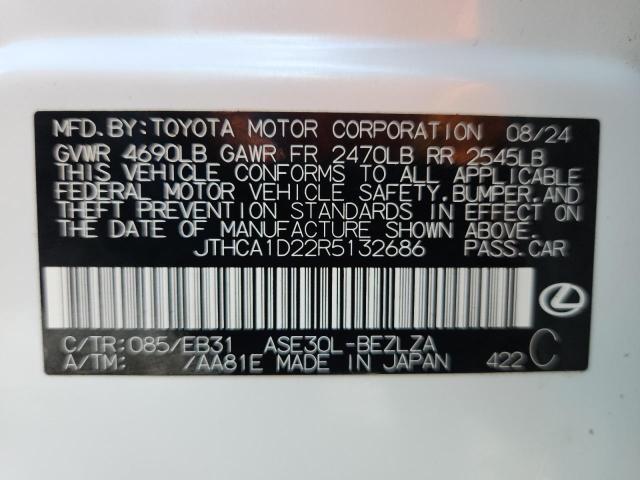 MFD.BY:TOYOTA MOTOR CORPORATION 08/24
GVWR 4690LB GAWR FR 2470LB RR 2545LB
THIS VEHICLE CONFORMS TO ALL APPLICABLE
FEDERAL MOTOR VEHICLE SAFETY,BUMPER,AND
THEFT PREVENTION STANDARDS IN EFFECT ON
THE DATE OF MANUFACTURE SHOWN ABOVE.
JTHCA1D22R5132686 PASS.CAR
C/TR:085/EB31 ASE30L-BEZLZA
A/TM: /AA81E MADE IN JAPAN 422 C